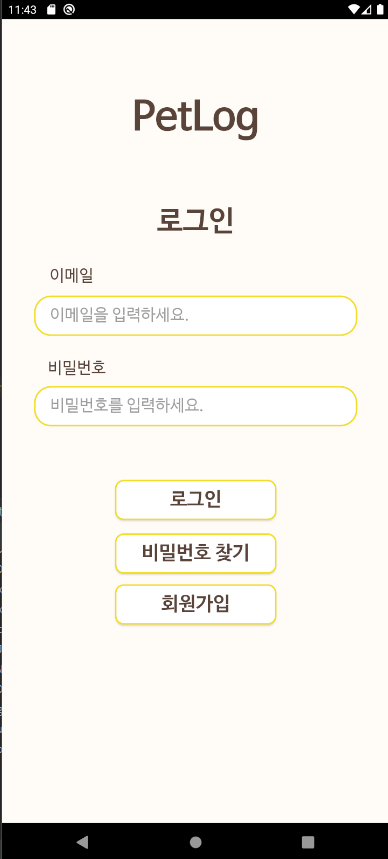 11:43
PetLog
로그인
이메일
이메일을 입력하세요.
비밀번호
비밀번호를 입력하세요.
로그인
비밀번호 찾기
회원가입